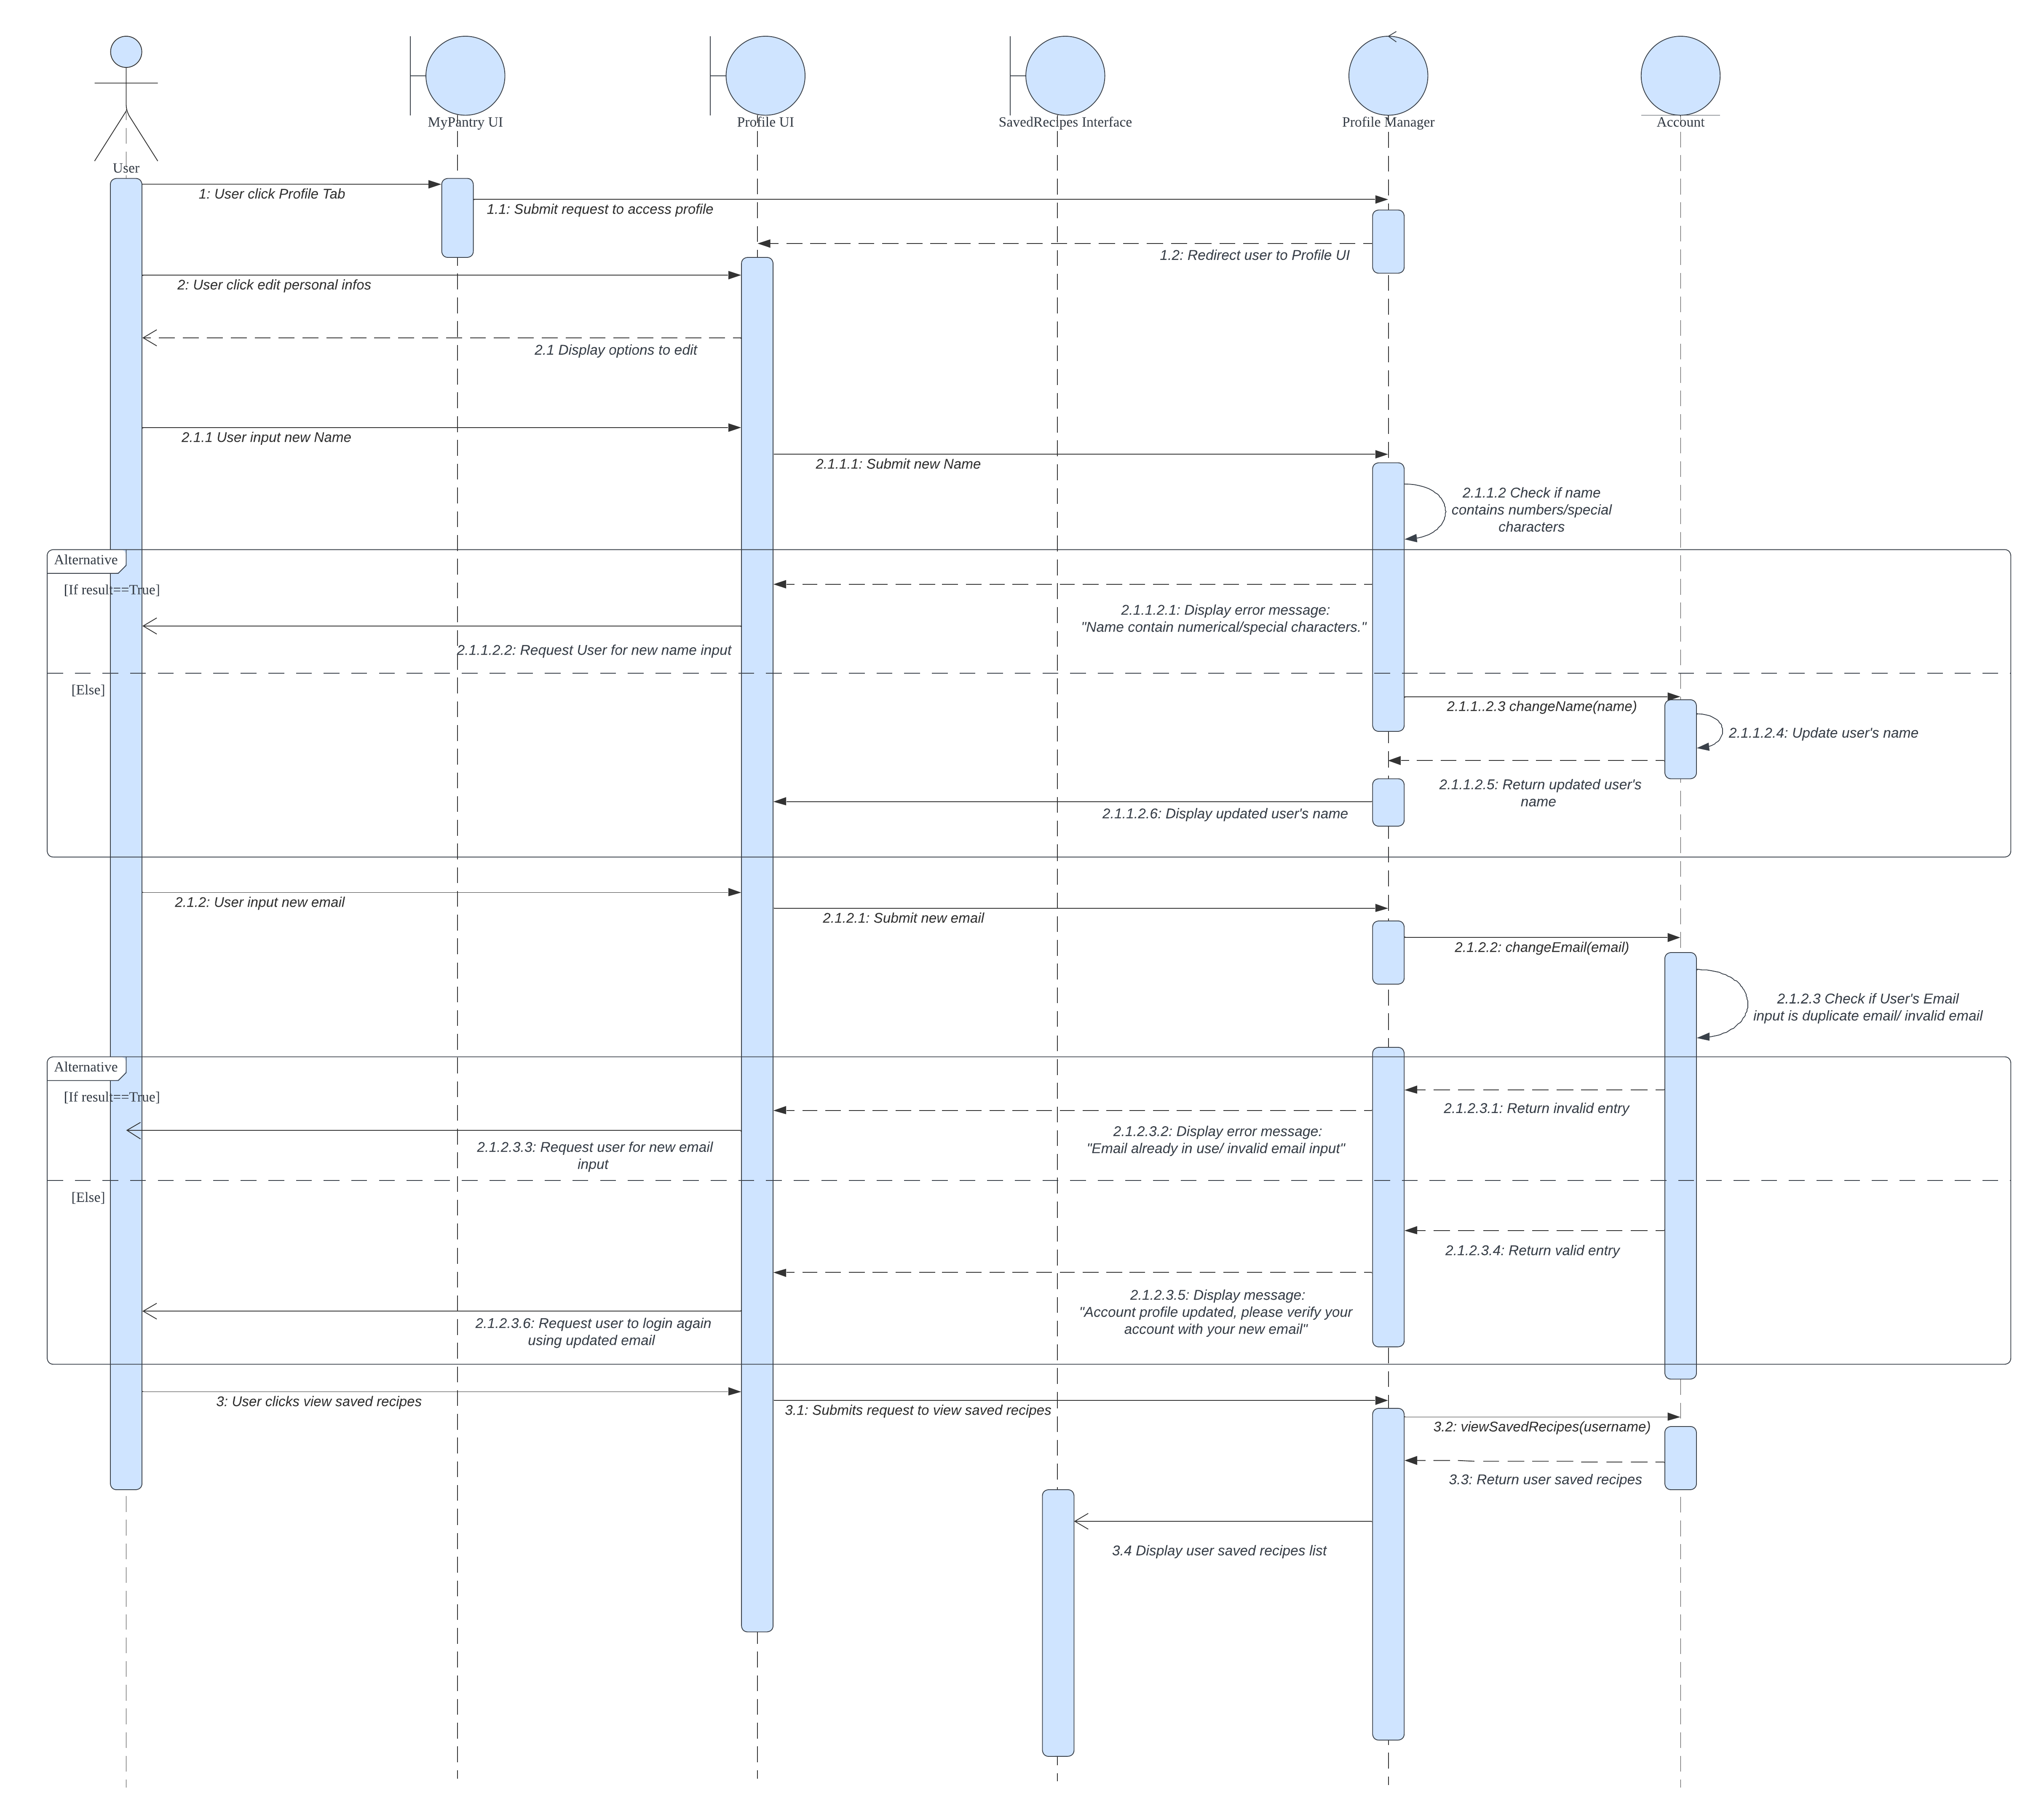 MyPantry UI
Profile UI
SavedRecipes Interface
Profile Manager
Account
User
1: User click Profile Tab
1.1: Submit request to access profile
1.2: Redirect user to Profile UI
2: User click edit personal infos
2.1 Display options to edit
2.1.1 User input new Name
2.1.1.1: Submit new Name
2.1.1.2 Check if name
contains numbers/special
characters
Alternative
[If result==True]
2.1.1.2.1: Display error message:
"Name contain numerical/special characters."
2.1.1.2.2: Request User for new name input
[Else]
2.1.1..2.3 changeName(name)
2.1.1.2.4: Update user's name
2.1.1.2.5: Return updated user's
name
2.1.1.2.6: Display updated user's name
2.1.2: User input new email
2.1.2.1: Submit new email
2.1.2.2: changeEmail(email)
2.1.2.3 Check if User's Email
input is duplicate email/ invalid email
Alternative
[If result==True]
2.1.2.3.1: Return invalid entry
2.1.2.3.2: Display error message:
"Email already in use/ invalid email input"
2.1.2.3.3: Request user for new email
input
[Else]
2.1.2.3.4: Return valid entry
2.1.2.3.5: Display message:
"Account profile updated, please verify your
account with your new email"
2.1.2.3.6: Request user to login again
using updated email
3: User clicks view saved recipes
3.1: Submits request to view saved recipes
3.2: viewSavedRecipes(username)
3.3: Return user saved recipes
3.4 Display user saved recipes list